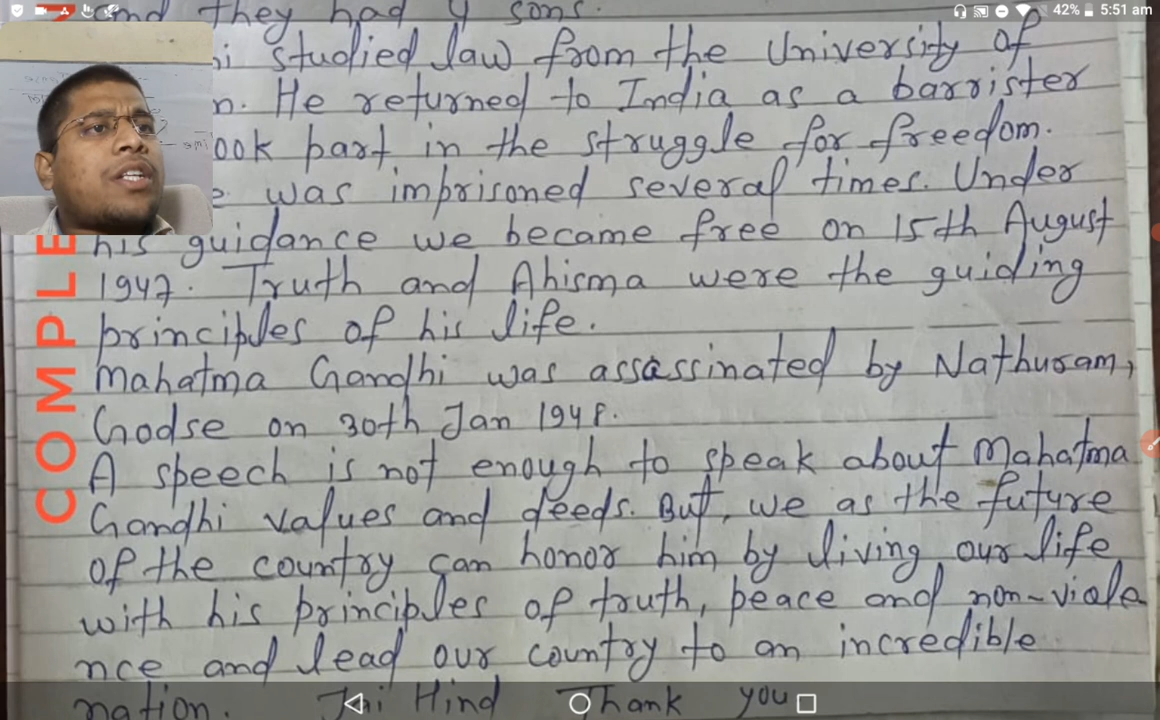 42% 5:51 am
and they had 4 sons.
studied law from the University of
n. He returned to India as a barrister
ook part in the struggle for freedom.
e was imprisoned several times. Under
his guidance we became free on 15th August
1947. Truth and Ahisma were the guiding
principles of his life.
Mahatma Gandhi was assassinated by Nathuram,
Godse on 30th Jan 1948.
A speech is not enough to speak about Mahatma
Gandhi values and deeds. But, we as the future
of the country can honor him by living our life
with his principles of truth, peace and non-viole
nce and lead our country to an incredible
nation. Jai Hind Thank you
COMPLE